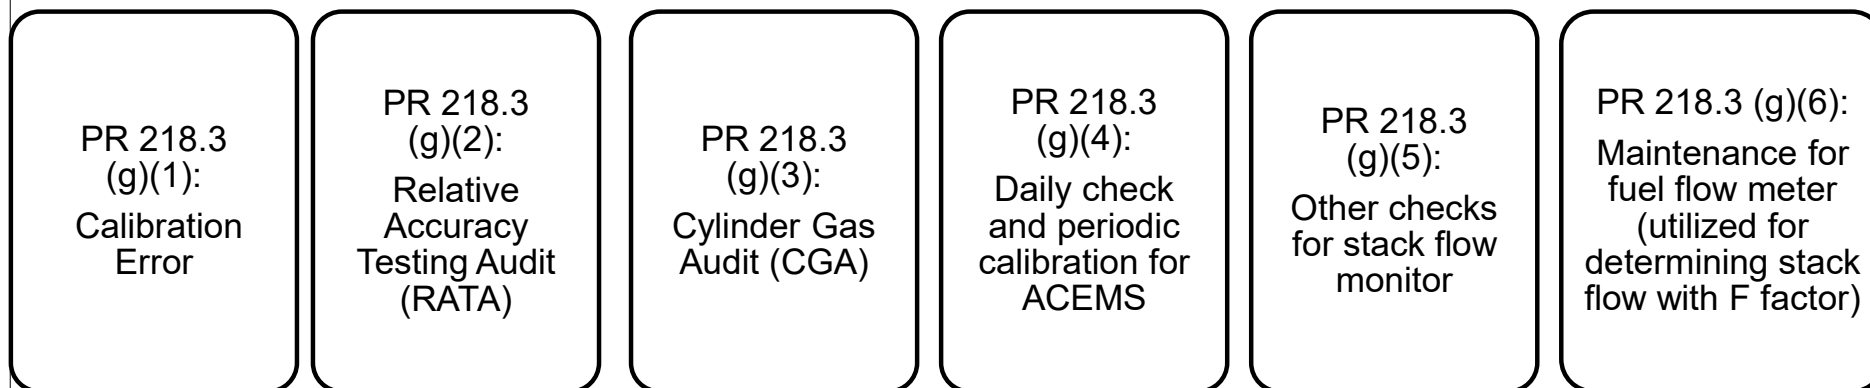 PR 218.3
(g)(1):
Calibration
Error
PR 218.3
(g)(2):
Relative
Accuracy
Testing Audit
(RATA)
PR 218.3
(g)(3):
Cylinder Gas
Audit (CGA)
PR 218.3
(g)(4):
Daily check
and periodic
calibration for
ACEMS
PR 218.3
(g)(5):
Other checks
for stack flow
monitor
PR 218.3 (g)(6):
Maintenance for
fuel flow meter
(utilized for
determining stack
flow with F factor)